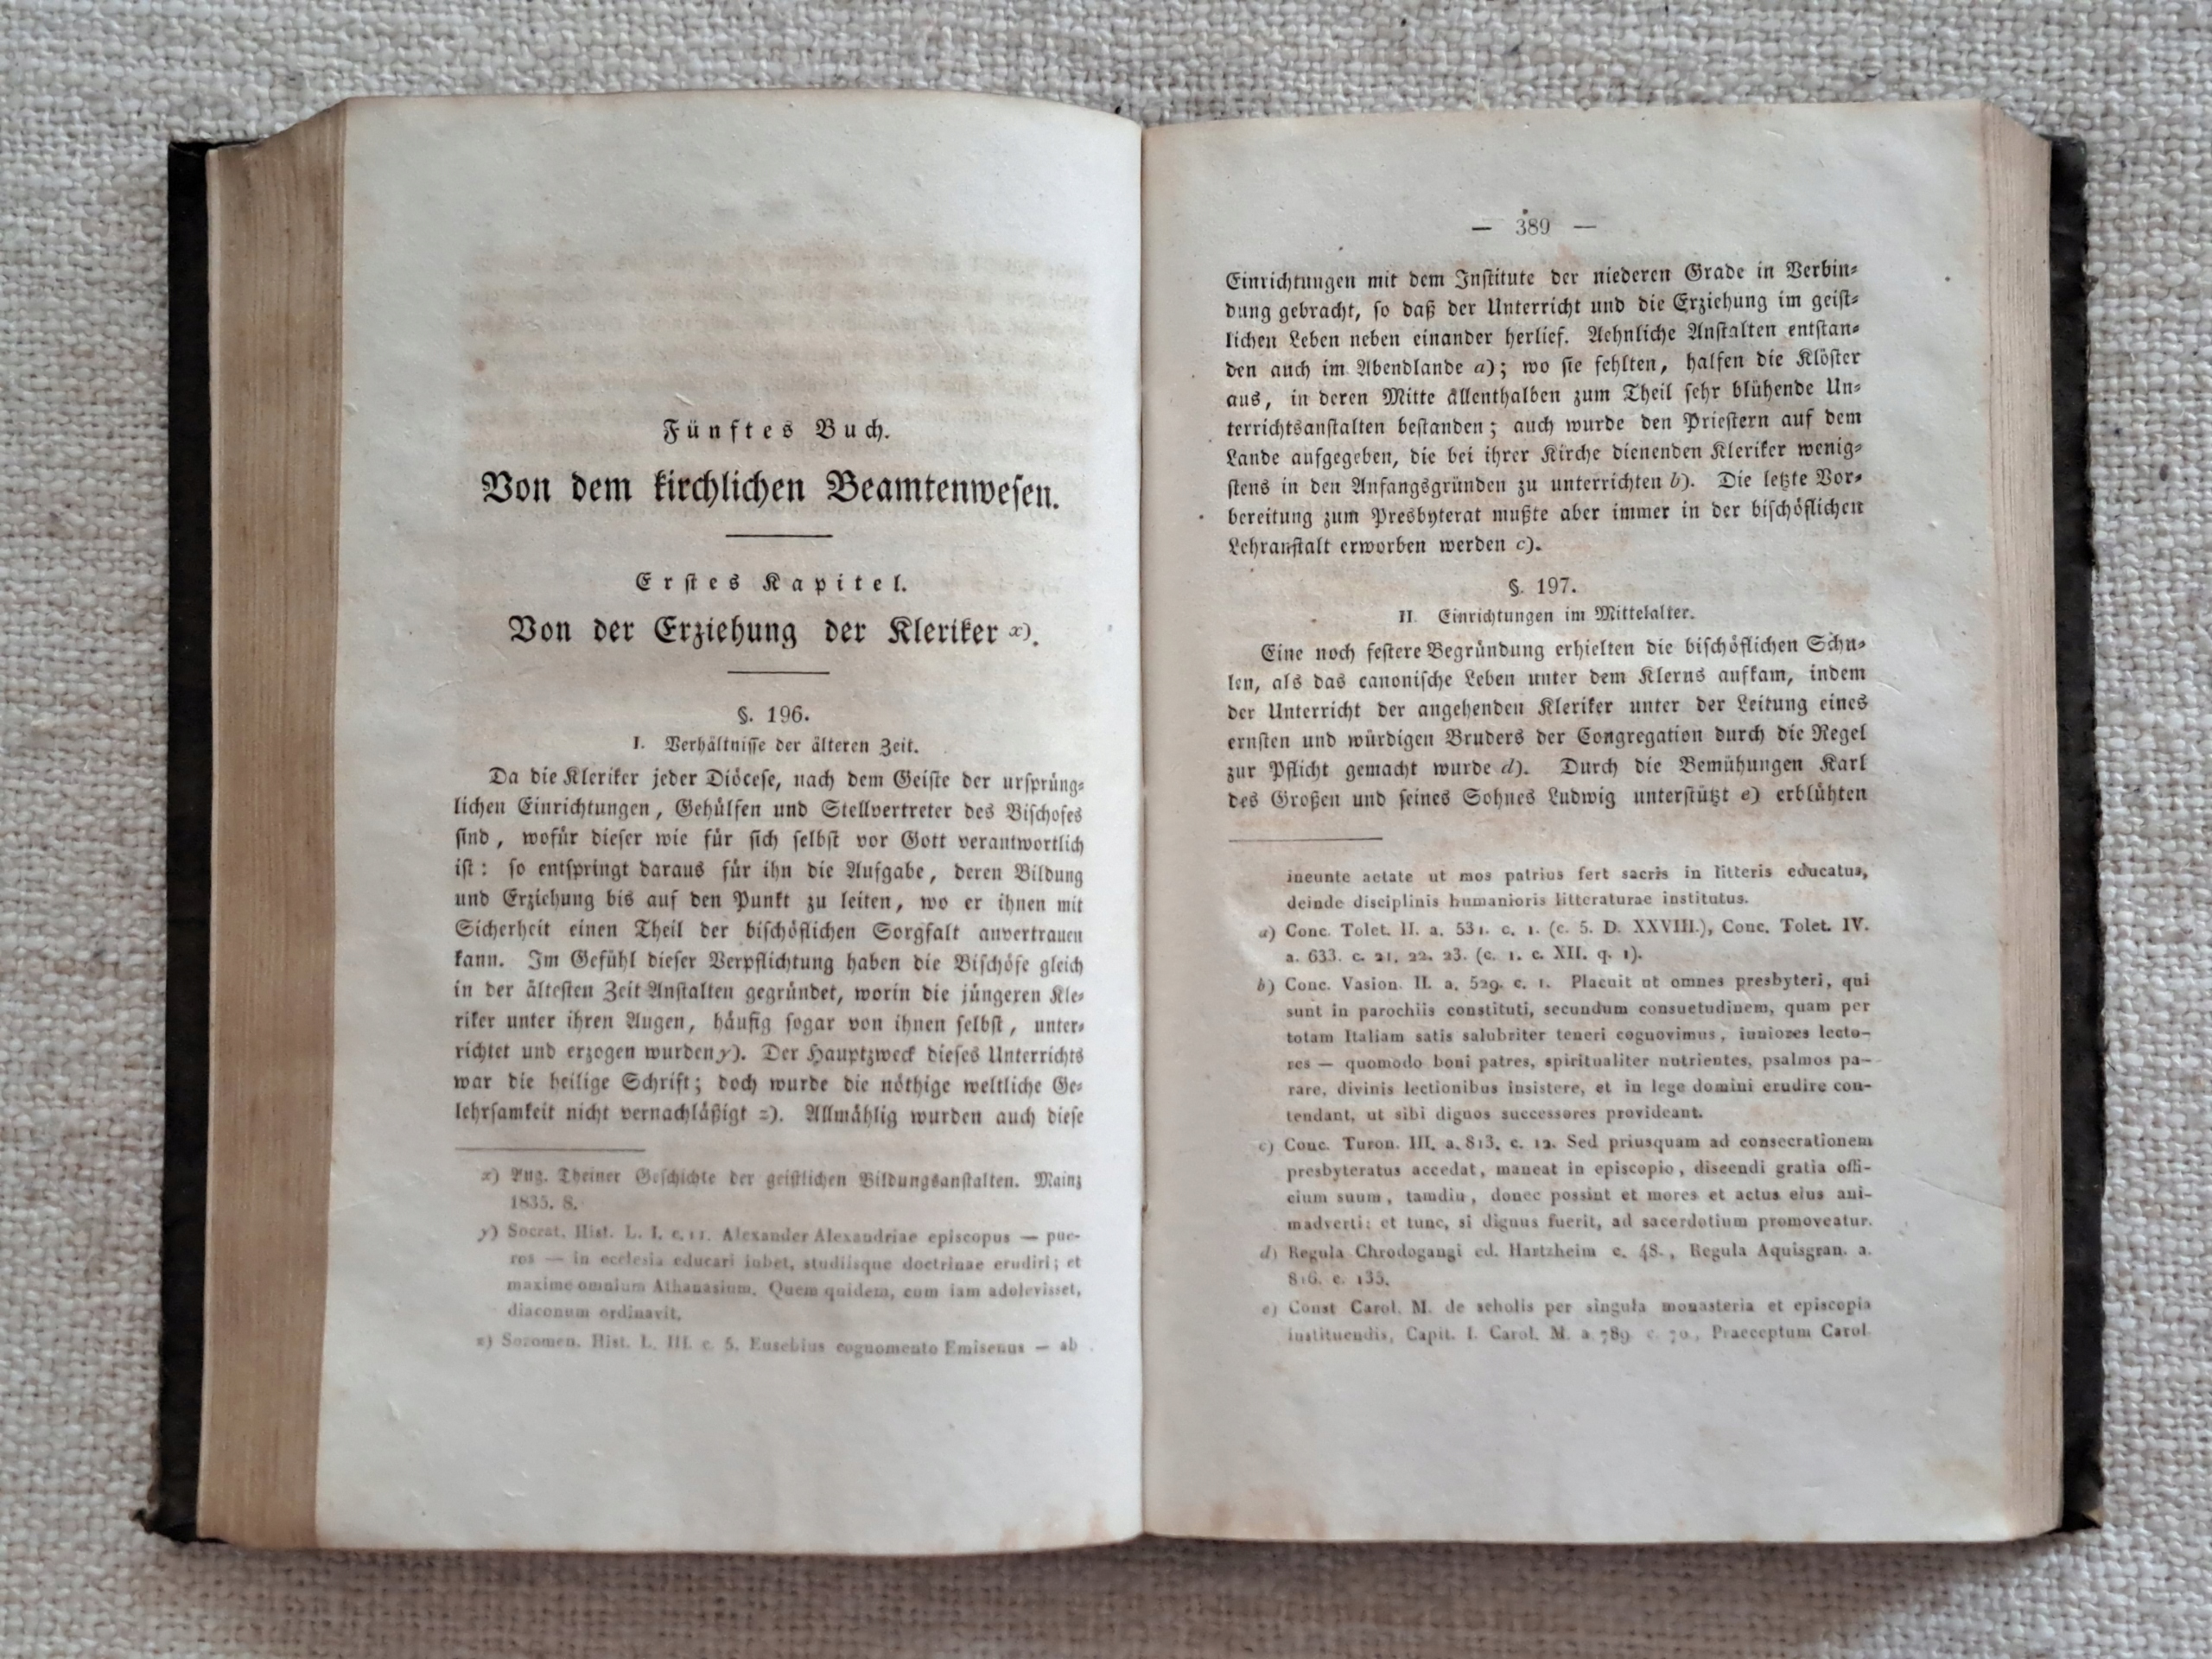 Fünftes Buch.
Von dem kirchlichen Beamtenwesen.
Erstes Kapitel.
Von der Erziehung der Kleriker x).
§. 196.
I. Verhältnisse der älteren Zeit.
Da die Kleriker jeder Diöcese, nach dem Geiste der ursprüng-
lichen Einrichtungen, Gehülfen und Stellvertreter des Bischofes
sind, wofür dieser wie für sich selbst vor Gott verantwortlich
ist: so entspringt daraus für ihn die Aufgabe, deren Bildung
und Erziehung bis auf den Punkt zu leiten, wo er ihnen mit
Sicherheit einen Theil der bischöflichen Sorgfalt anvertrauen
kann. Im Gefühl dieser Verpflichtung haben die Bischöfe gleich
in der ältesten Zeit Anstalten gegründet, worin die jüngeren Kle-
riker unter ihren Augen, häufig sogar von ihnen selbst, unter-
richtet und erzogen wurden y). Der Hauptzweck dieses Unterrichts
war die heilige Schrift; doch wurde die nöthige weltliche Ge-
lehrsamkeit nicht vernachläßigt z). Allmählig wurden auch diese
x) Aug. Theiner Geschichte der geistlichen Bildungsanstalten. Mainz
1835. 8.
y) Socrat. Hist. L. I. c. 11. Alexander Alexandriae episcopus — pue-
ros — in ecclesia educari iubet, studiisque doctrinae erudiri; et
maxime omnium Athanasium. Quem quidem, cum iam adolevisset,
diaconum ordinavit.
z) Sozomen. Hist. L. III. c. 5. Eusebius cognomento Emisenus — ab
— 389 —
Einrichtungen mit dem Institute der niederen Grade in Verbin-
dung gebracht, so daß der Unterricht und die Erziehung im geist-
lichen Leben neben einander herlief. Aehnliche Anstalten entstan-
den auch im Abendlande a); wo sie fehlten, halfen die Klöster
aus, in deren Mitte allenthalben zum Theil sehr blühende Un-
terrichtsanstalten bestanden; auch wurde den Priestern auf dem
Lande aufgegeben, die bei ihrer Kirche dienenden Kleriker wenig-
stens in den Anfangsgründen zu unterrichten b). Die letzte Vor-
bereitung zum Presbyterat mußte aber immer in der bischöflichen
Lehranstalt erworben werden c).
§. 197.
II. Einrichtungen im Mittelalter.
Eine noch festere Begründung erhielten die bischöflichen Schu-
len, als das canonische Leben unter dem Klerus aufkam, indem
der Unterricht der angehenden Kleriker unter der Leitung eines
ernsten und würdigen Bruders der Congregation durch die Regel
zur Pflicht gemacht wurde d). Durch die Bemühungen Karl
des Großen und seines Sohnes Ludwig unterstützt e) erblühten
ineunte aetate ut mos patrius fert sacris in litteris educatus,
deinde disciplinis humanioris litteraturae institutus.
a) Conc. Tolet. II. a. 531. c. 1. (c. 5. D. XXVIII.), Conc. Tolet. IV.
a. 633. c. 21. 22. 23. (c. 1. c. XII. q. 1).
b) Conc. Vasion. II. a. 529. c. 1. Placuit ut omnes presbyteri, qui
sunt in parochiis constituti, secundum consuetudinem, quam per
totam Italiam satis salubriter teneri cognovimus, iuniores lecto-
res — quomodo boni patres, spiritualiter nutrientes, psalmos pa-
rare, divinis lectionibus insistere, et in lege domini erudire con-
tendant, ut sibi dignos successores provideant.
c) Conc. Turon. III. a. 813. c. 12. Sed priusquam ad consecrationem
presbyteratus accedat, maneat in episcopio, discendi gratia offi-
cium suum, tamdiu, donec possint et mores et actus eius ani-
madverti: et tunc, si dignus fuerit, ad sacerdotium promoveatur.
d) Regula Chrodogangi ed. Hartzheim c. 48., Regula Aquisgran. a.
816. c. 135.
e) Const Carol. M. de scholis per singula monasteria et episcopia
instituendis, Capit. I. Carol. M. a 789 c 70., Praeceptum Carol